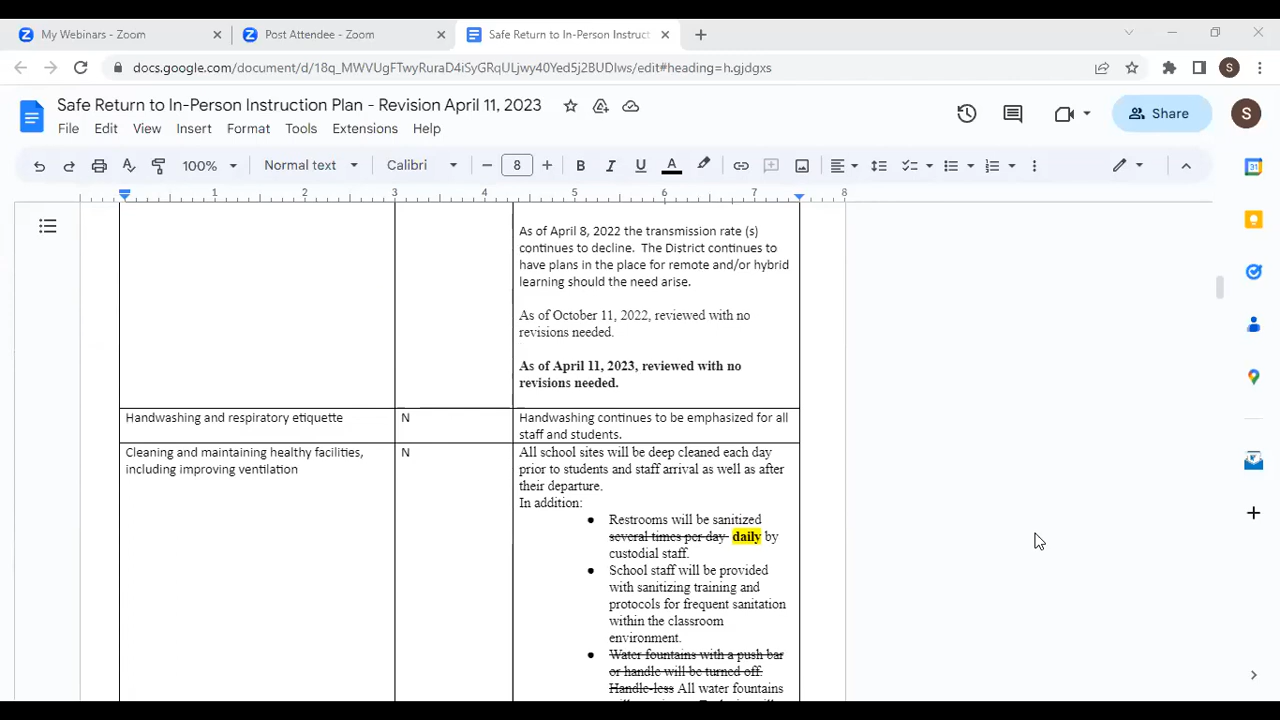 My Webinars - Zoom
Post Attendee - Zoom
Safe Return to In-Person Instruct
docs.google.com/document/d/18q_MWVUgFTwyRuraD4iSyGRqULjwy40Yed5j2BUDIws/edit#heading=h.gjdgxs
S
Safe Return to In-Person Instruction Plan - Revision April 11, 2023
File Edit View Insert Format Tools Extensions Help
Share
S
100% Normal text Calibri 8 B I U A
1 2 3 4 5 6 7 8
31
As of April 8, 2022 the transmission rate (s)
continues to decline. The District continues to
have plans in the place for remote and/or hybrid
learning should the need arise.
As of October 11, 2022, reviewed with no
revisions needed.
As of April 11, 2023, reviewed with no
revisions needed.
Handwashing and respiratory etiquette
N
Handwashing continues to be emphasized for all
staff and students.
Cleaning and maintaining healthy facilities,
including improving ventilation
N
All school sites will be deep cleaned each day
prior to students and staff arrival as well as after
their departure.
In addition:
● Restrooms will be sanitized
several times per day daily by
custodial staff.
● School staff will be provided
with sanitizing training and
protocols for frequent sanitation
within the classroom
environment.
● Water fountains with a push bar
or handle will be turned off.
Handle-less All water fountains